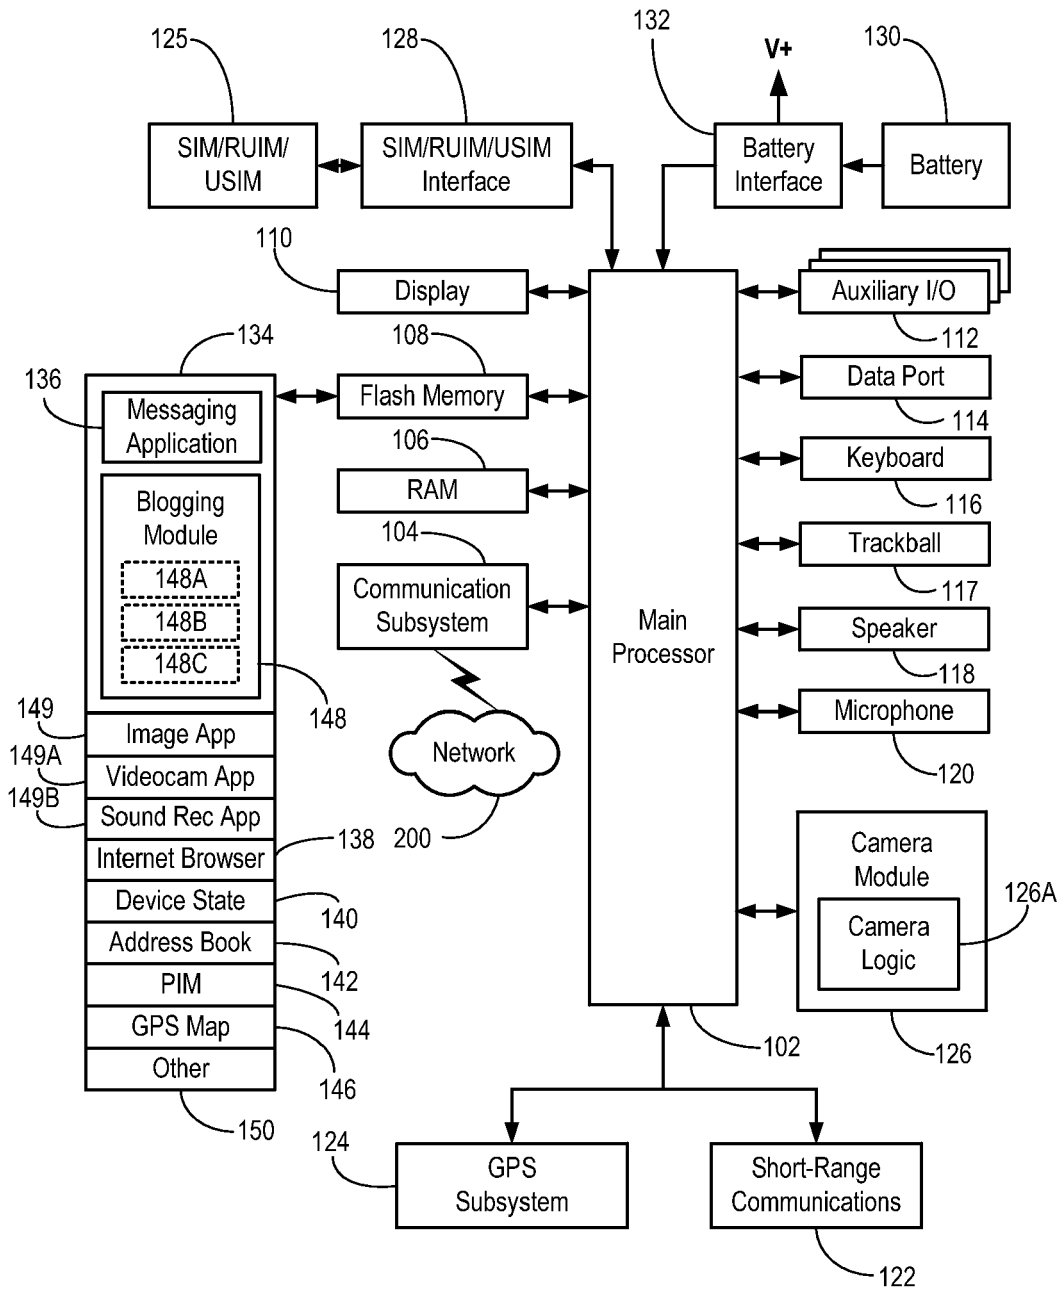 125
128
132
V+
130
SIM/RUIM/
USIM
SIM/RUIM/USIM
Interface
Battery
Interface
Battery
110
Display
Auxiliary I/O
112
134
108
136
Messaging
Application
Flash Memory
Data Port
114
106
RAM
Keyboard
116
Blogging
Module
148A
148B
148C
148
104
Communication
Subsystem
Trackball
117
Main
Processor
Speaker
118
149
Image App
Network
200
Microphone
120
149A
Videocam App
149B
Sound Rec App
Internet Browser
138
Device State
140
Address Book
142
PIM
144
GPS Map
146
Other
150
Camera
Module
126A
Camera
Logic
126
102
124
GPS
Subsystem
Short-Range
Communications
122